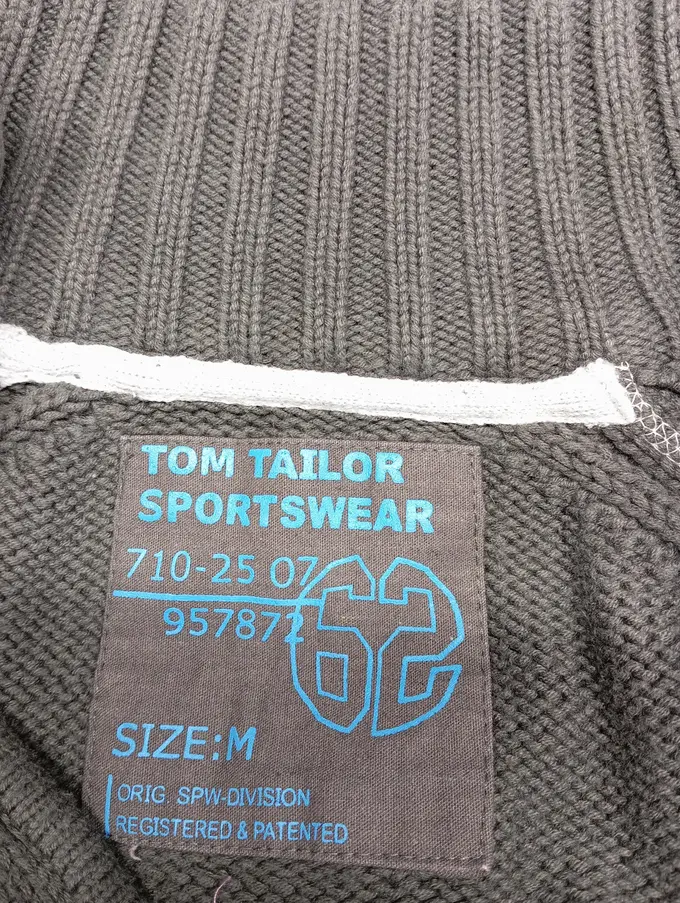 TOM TAILOR
SPORTSWEAR
710-25 07
957872
62
SIZE:M
ORIG. SPW-DIVISION
REGISTERED & PATENTED